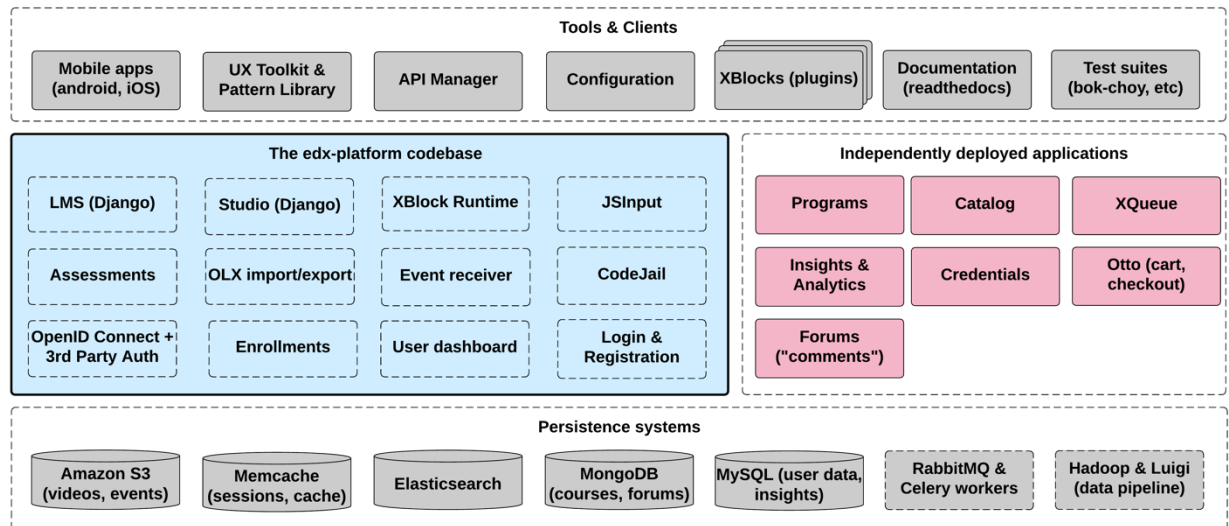 Tools & Clients
Mobile apps
(android, iOS)
UX Toolkit &
Pattern Library
API Manager
Configuration
XBlocks (plugins)
Documentation
(readthedocs)
Test suites
(bok-choy, etc)
The edx-platform codebase
LMS (Django)
Studio (Django)
XBlock Runtime
JSInput
Assessments
OLX import/export
Event receiver
CodeJail
OpenID Connect +
3rd Party Auth
Enrollments
User dashboard
Login &
Registration
Independently deployed applications
Programs
Catalog
XQueue
Insights &
Analytics
Credentials
Otto (cart,
checkout)
Forums
("comments")
Persistence systems
Amazon S3
(videos, events)
Memcache
(sessions, cache)
Elasticsearch
MongoDB
(courses, forums)
MySQL (user data,
insights)
RabbitMQ &
Celery workers
Hadoop & Luigi
(data pipeline)